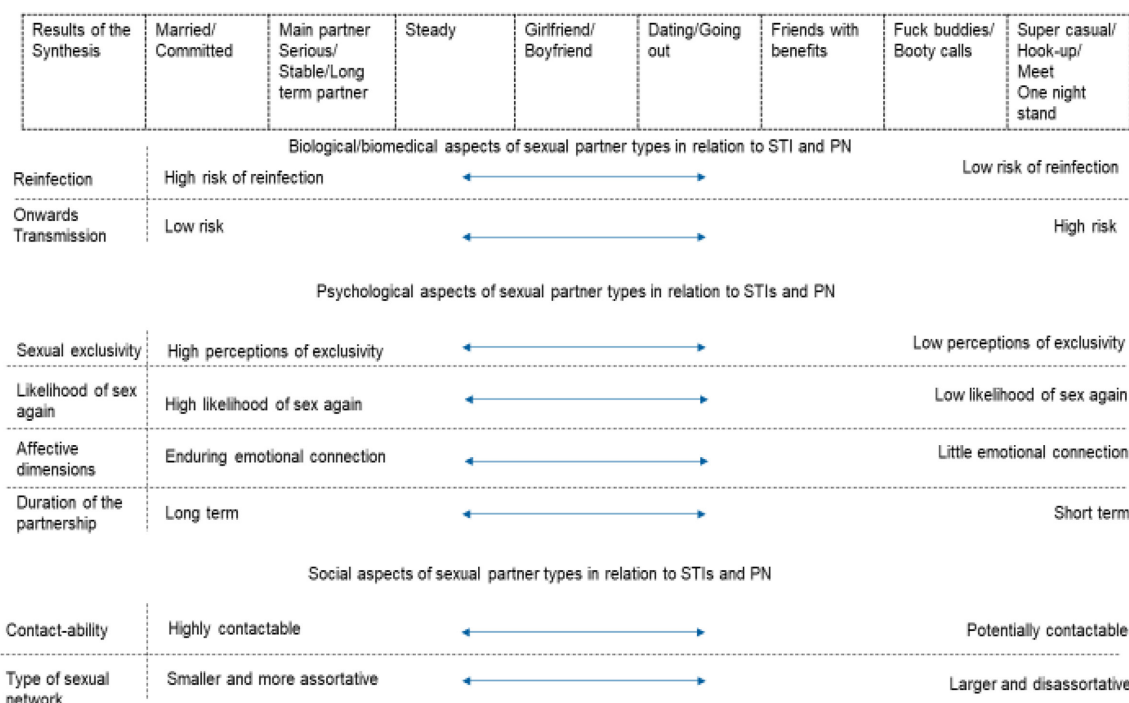 Results of the
Synthesis
Married/
Committed
Main partner
Serious/
Stable/Long
term partner
Steady
Girlfriend/
Boyfriend
Dating/Going
out
Friends with
benefits
Fuck buddies/
Booty calls
Super casual/
Hook-up/
Meet
One night
stand
Biological/biomedical aspects of sexual partner types in relation to STI and PN
Reinfection
High risk of reinfection
Low risk of reinfection
Onwards
Transmission
Low risk
High risk
Psychological aspects of sexual partner types in relation to STIs and PN
Sexual exclusivity
High perceptions of exclusivity
Low perceptions of exclusivity
Likelihood of sex
again
High likelihood of sex again
Low likelihood of sex again
Affective
dimensions
Enduring emotional connection
Little emotional connection
Duration of the
partnership
Long term
Short term
Social aspects of sexual partner types in relation to STIs and PN
Contact-ability
Highly contactable
Potentially contactable
Type of sexual
network
Smaller and more assortative
Larger and disassortative